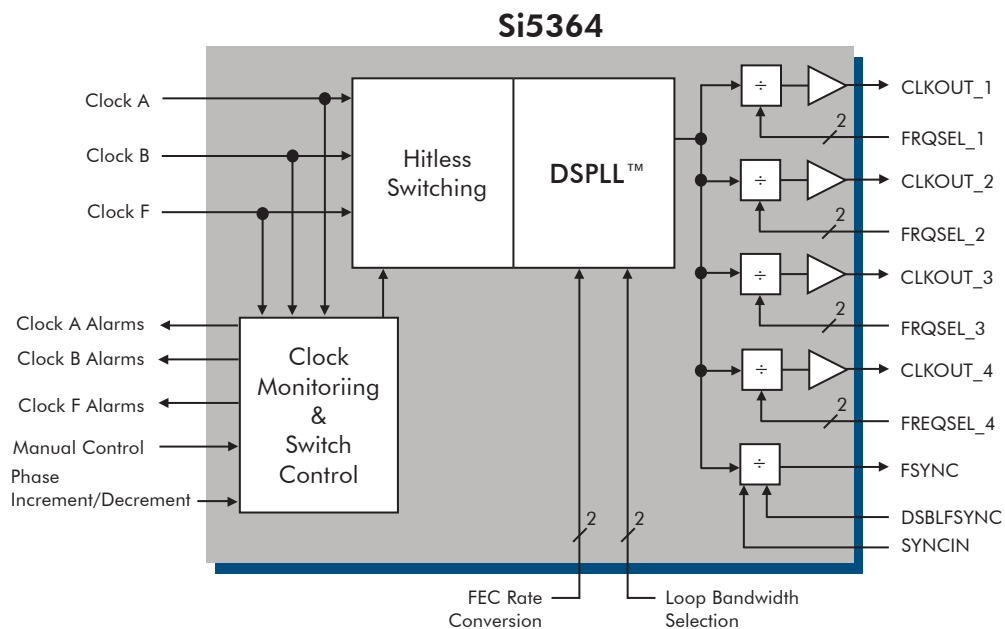 Si5364
Clock A
Clock B
Clock F
Hitless
Switching
DSPLL™
÷
CLKOUT_1
2
FRQSEL_1
÷
CLKOUT_2
2
FRQSEL_2
÷
CLKOUT_3
2
FRQSEL_3
÷
CLKOUT_4
2
FREQSEL_4
÷
FSYNC
DSBLFSYNC
SYNCIN
Clock A Alarms
Clock B Alarms
Clock F Alarms
Manual Control
Phase
Increment/Decrement
Clock
Monitoriing
&
Switch
Control
2
2
FEC Rate
Conversion
Loop Bandwidth
Selection